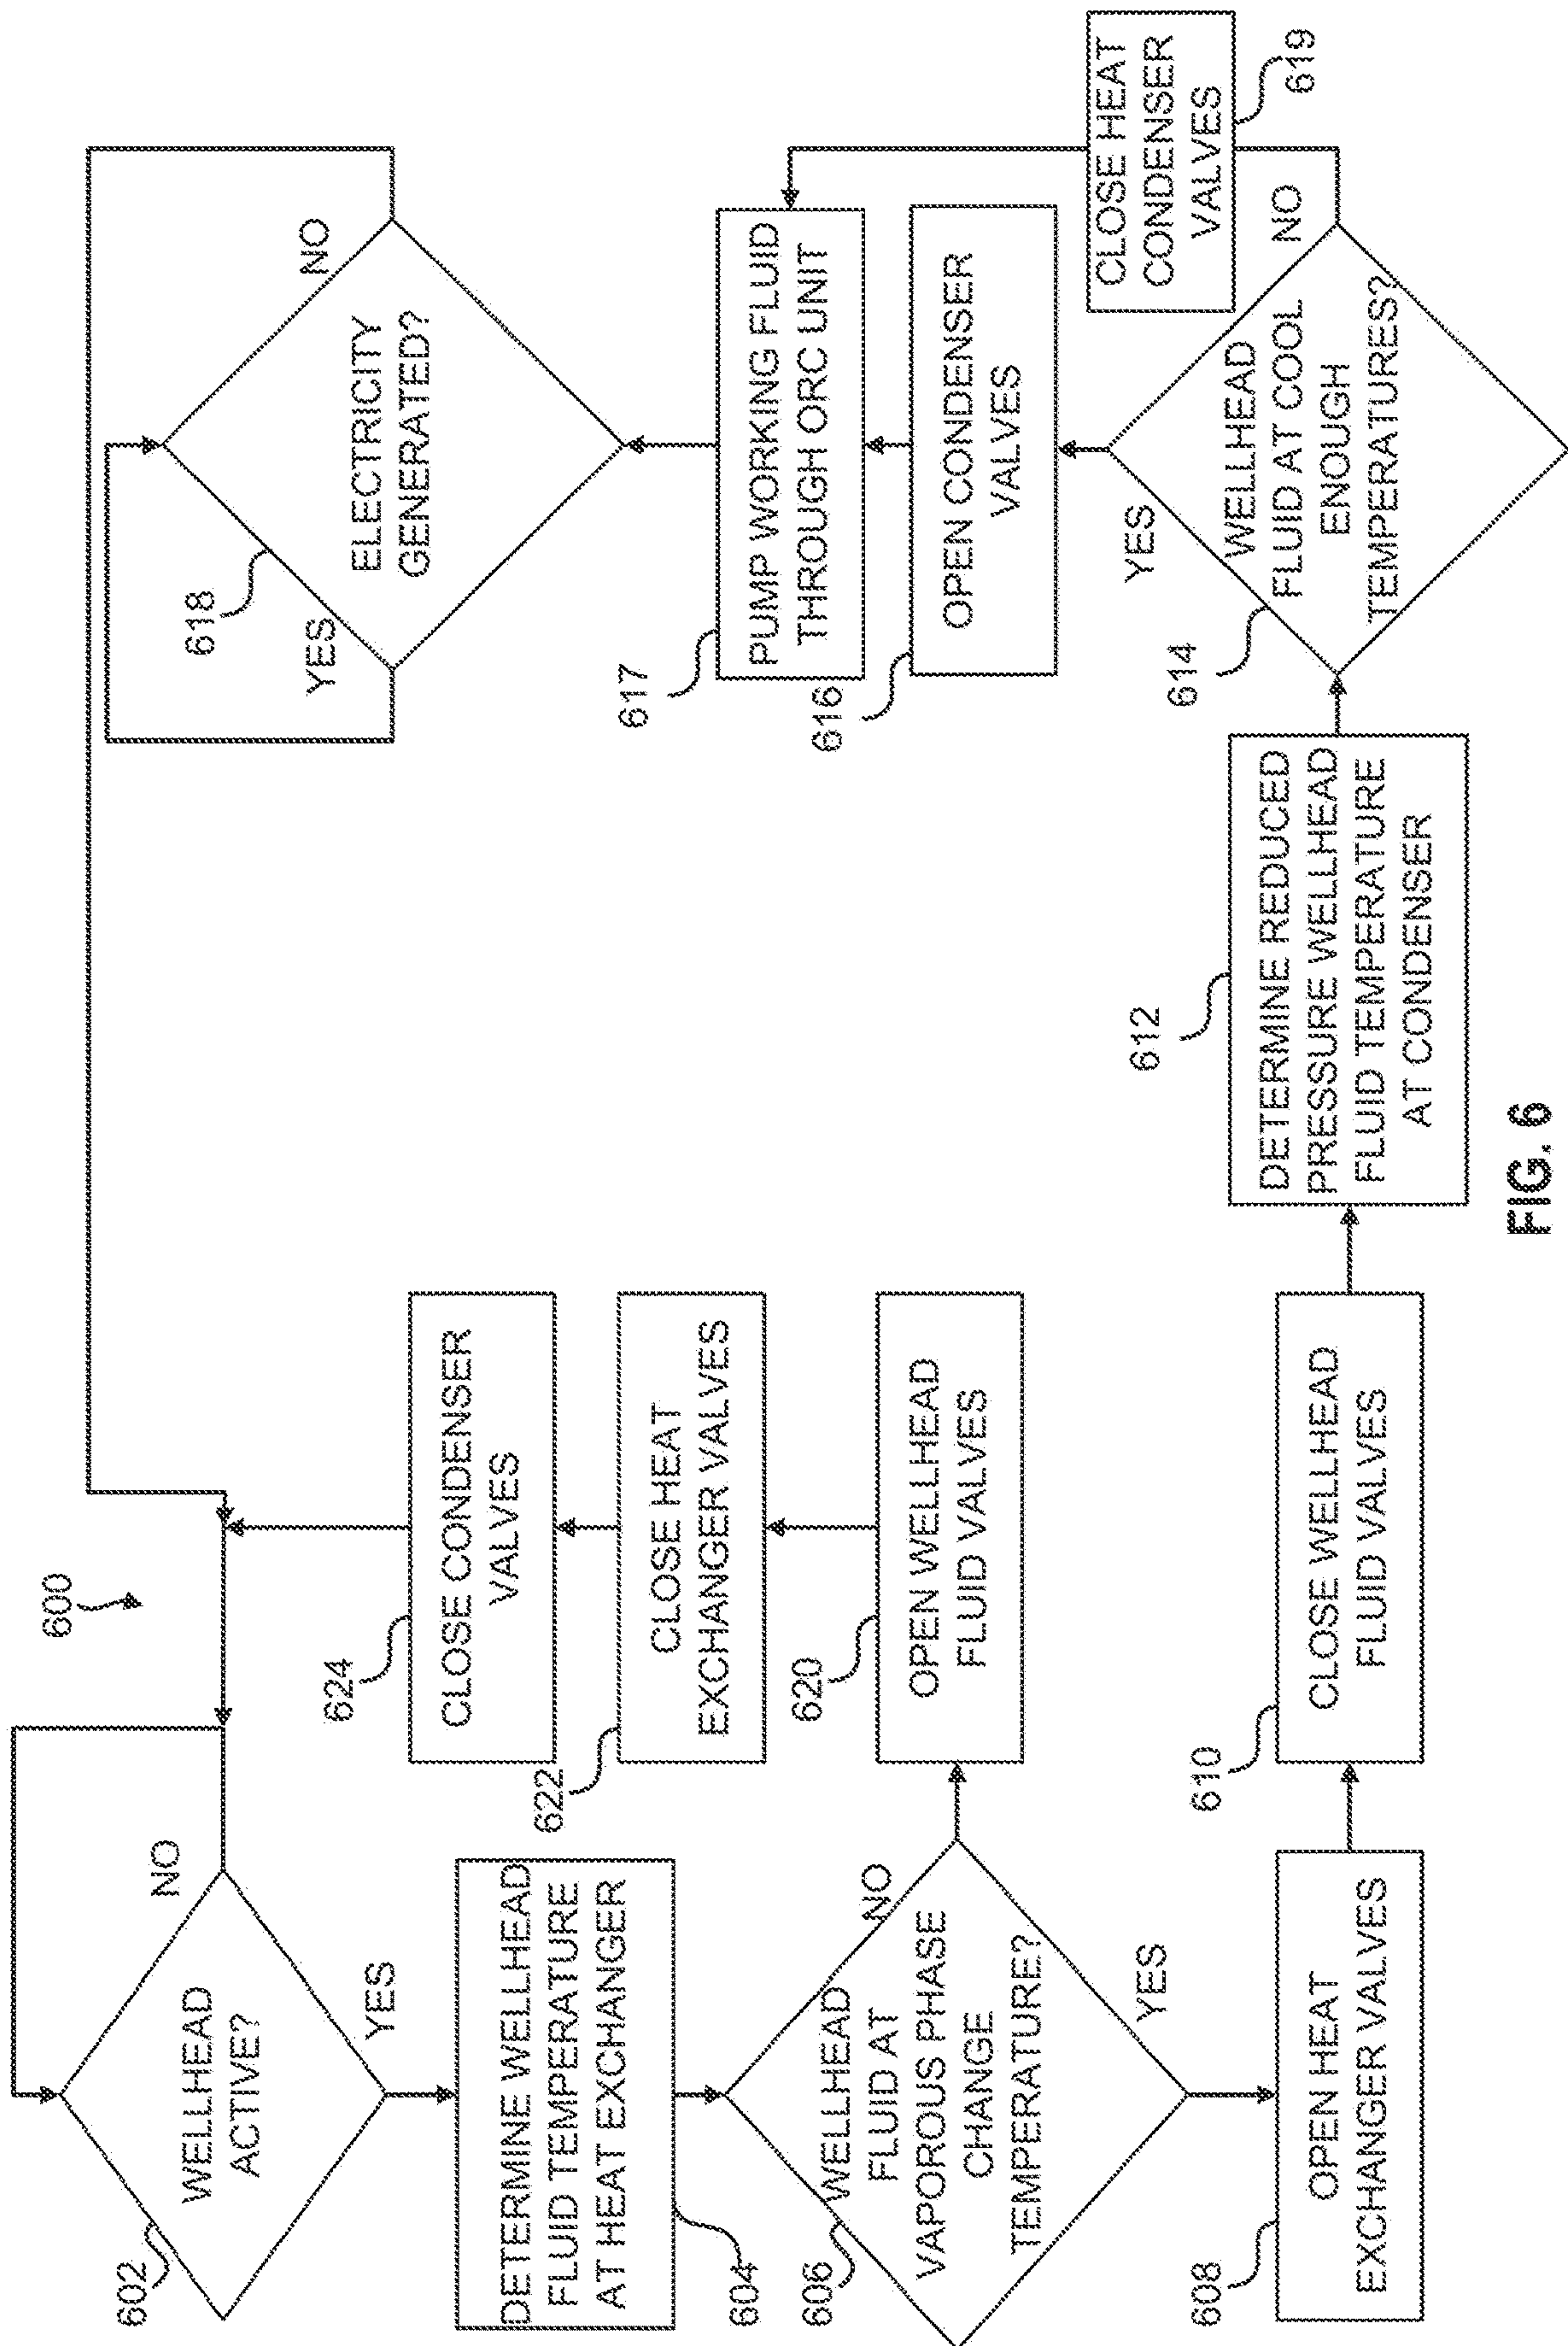 600
602
WELLHEAD
ACTIVE?
NO
YES
DETERMINE WELLHEAD
FLUID TEMPERATURE
AT HEAT EXCHANGER
604
606
WELLHEAD
FLUID AT
VAPOROUS PHASE
CHANGE
TEMPERATURE?
NO
YES
608
OPEN HEAT
EXCHANGER VALVES
624
CLOSE CONDENSER
VALVES
622
CLOSE HEAT
EXCHANGER VALVES
620
OPEN WELLHEAD
FLUID VALVES
610
CLOSE WELLHEAD
FLUID VALVES
612
DETERMINE REDUCED
PRESSURE WELLHEAD
FLUID TEMPERATURE
AT CONDENSER
618
ELECTRICITY
GENERATED?
YES
NO
617
PUMP WORKING FLUID
THROUGH ORC UNIT
616
OPEN CONDENSER
VALVES
614
YES
WELLHEAD
FLUID AT COOL
ENOUGH
TEMPERATURES?
NO
CLOSE HEAT
CONDENSER
VALVES
619
FIG. 6